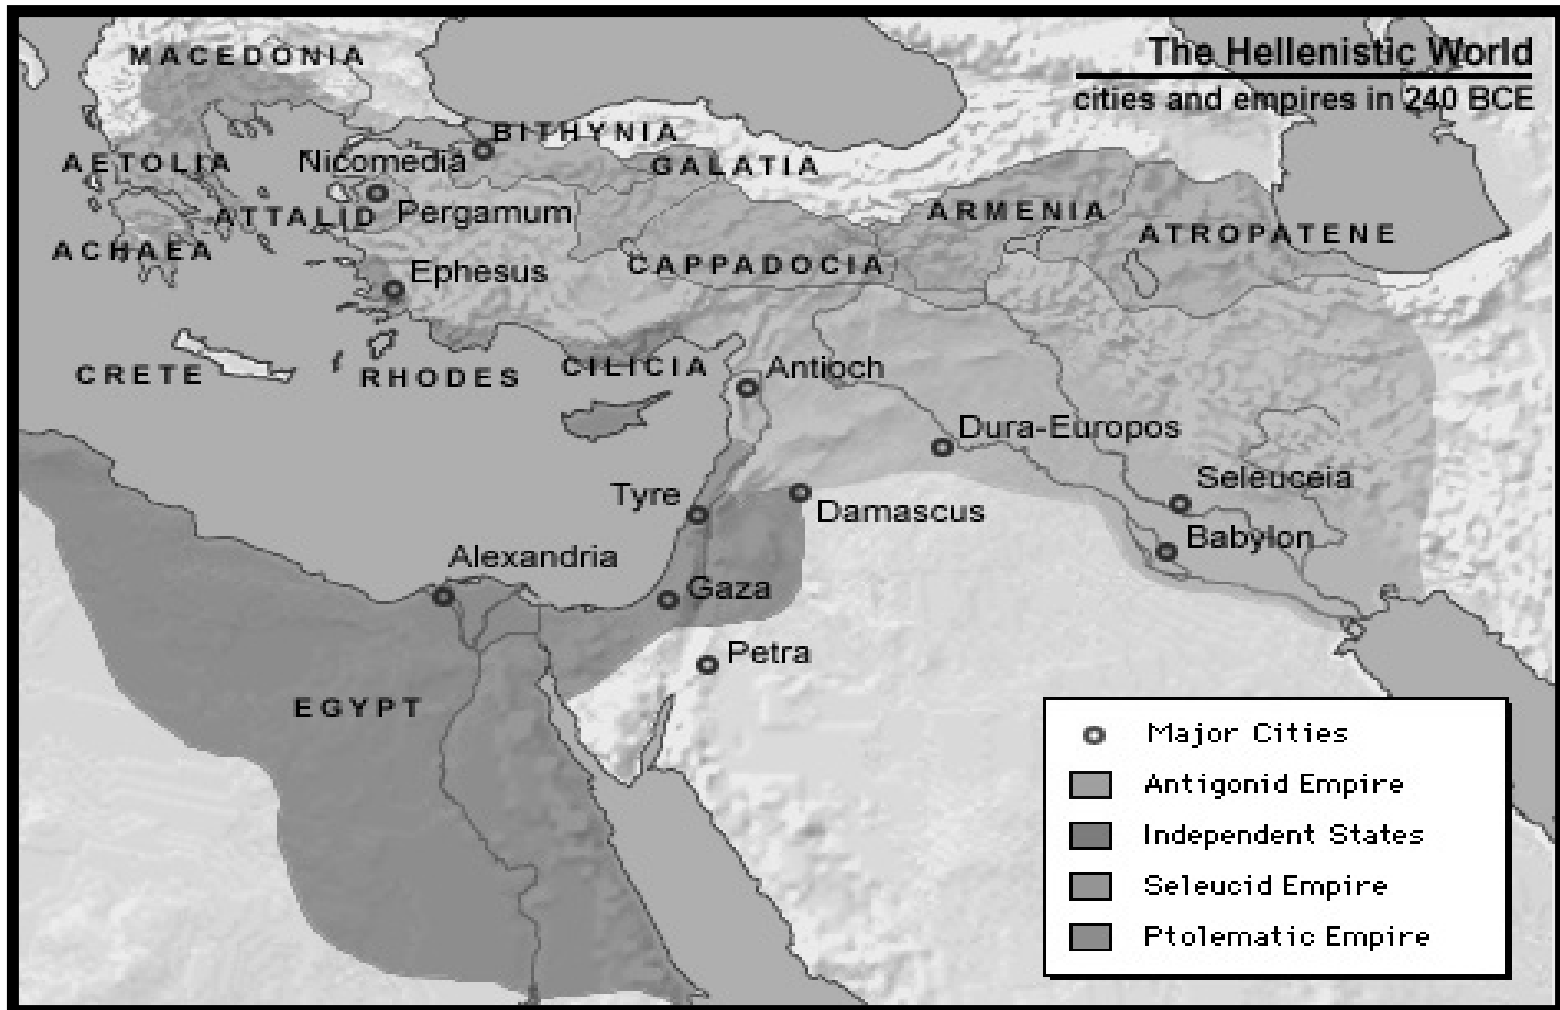 The Hellenistic World
cities and empires in 240 BCE
MACEDONIA
BITHYNIA
AETOLIA
Nicomedia
GALATIA
ATTALID
Pergamum
ARMENIA
ATROPATENE
ACHAEA
Ephesus
CAPPADOCIA
CRETE
RHODES
CILICIA
Antioch
Dura-Europos
Seleuceia
Tyre
Damascus
Babylon
Alexandria
Gaza
Petra
EGYPT
Major Cities
Antigonid Empire
Independent States
Seleucid Empire
Ptolematic Empire